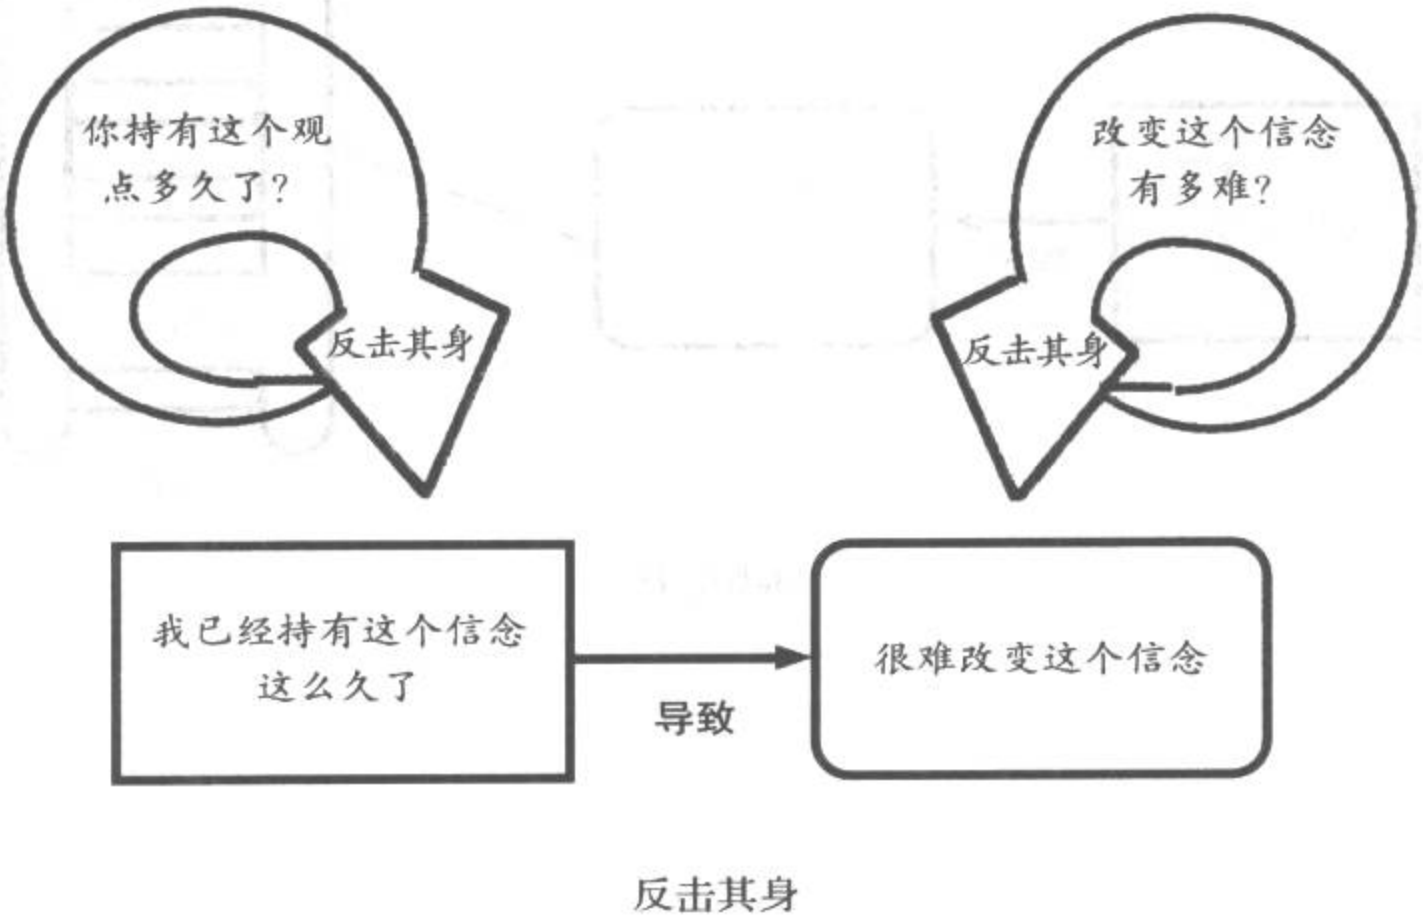 你持有这个观
点多久了？
反击其身
改变这个信念
有多难？
反击其身
我已经持有这个信念
这么久了
导致
很难改变这个信念
反击其身